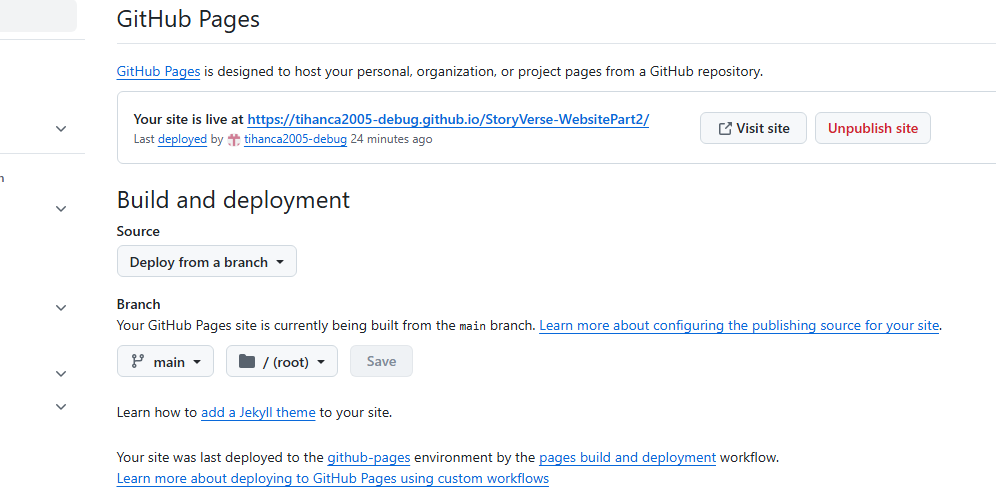 GitHub Pages
GitHub Pages is designed to host your personal, organization, or project pages from a GitHub repository.
Your site is live at https://tihanca2005-debug.github.io/StoryVerse-WebsitePart2/
Last deployed by tihanca2005-debug 24 minutes ago
Visit site
Unpublish site
Build and deployment
Source
Deploy from a branch
Branch
Your GitHub Pages site is currently being built from the main branch. Learn more about configuring the publishing source for your site.
main
/ (root)
Save
Learn how to add a Jekyll theme to your site.
Your site was last deployed to the github-pages environment by the pages build and deployment workflow.
Learn more about deploying to GitHub Pages using custom workflows